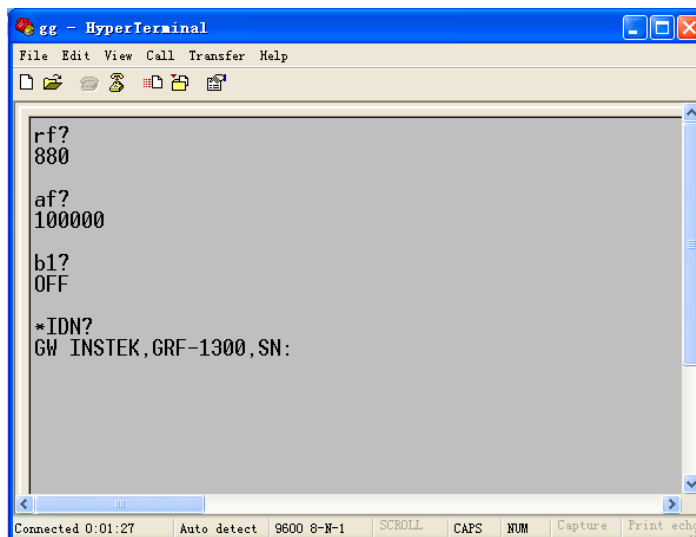 gg - HyperTerminal
File Edit View Call Transfer Help
rf?
880
af?
100000
b1?
OFF
*IDN?
GW INSTEK,GRF-1300,SN:
Connected 0:01:27 Auto detect 9600 8-N-1 SCROLL CAPS NUM Capture Print echo